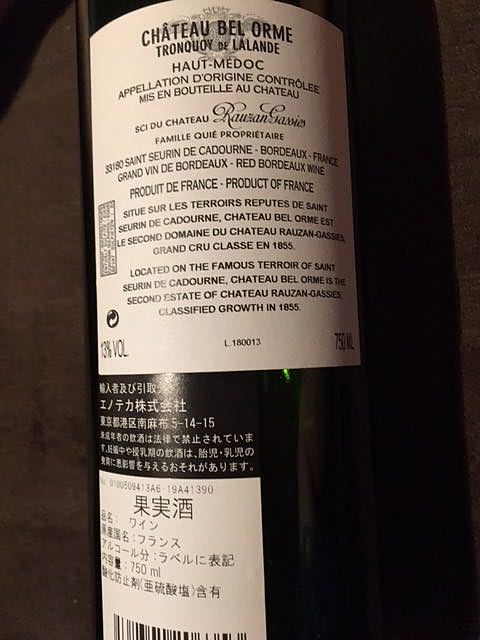 CHÂTEAU BEL ORME
TRONQUOY DE LALANDE
HAUT-MÉDOC
APPELLATION D'ORIGINE CONTRÔLÉE
MIS EN BOUTEILLE AU CHATEAU
SCI DU CHATEAU Rauzan Gassies
FAMILLE QUIÉ PROPRIÉTAIRE
33180 SAINT SEURIN DE CADOURNE - BORDEAUX - FRANCE
GRAND VIN DE BORDEAUX - RED BORDEAUX WINE
PRODUIT DE FRANCE - PRODUCT OF FRANCE
SITUE SUR LES TERROIRS REPUTES DE SAINT
SEURIN DE CADOURNE, CHATEAU BEL ORME EST
LE SECOND DOMAINE DU CHATEAU RAUZAN-GASSIES,
GRAND CRU CLASSE EN 1855.
LOCATED ON THE FAMOUS TERROIR OF SAINT
SEURIN DE CADOURNE, CHATEAU BEL ORME IS THE
SECOND ESTATE OF CHATEAU RAUZAN-GASSIES,
CLASSIFIED GROWTH IN 1855.
13% VOL.
L.180013
750 ML
輸入者及び引取
エノテカ株式会社
東京都港区南麻布 5-14-15
未成年者の飲酒は法律で禁止されていま
す。妊娠中や授乳期の飲酒は、胎児・乳児の
発育に悪影響を与えるおそれがあります。
No. 0100509413A6-19A41390
果実酒
品名： ワイン
原産国名：フランス
アルコール分：ラベルに表記
内容量：750 ml
酸化防止剤(亜硫酸塩)含有